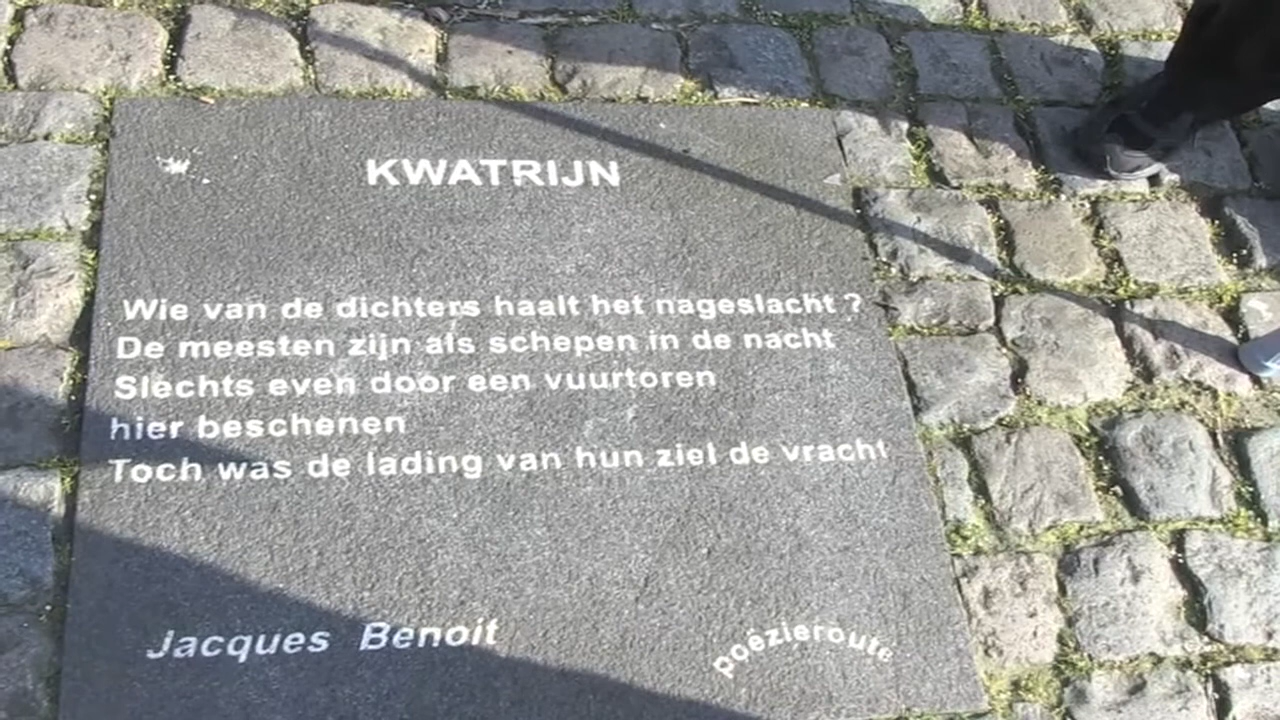 KWATRIJN
Wie van de dichters haalt het nageslacht ?
De meesten zijn als schepen in de nacht
Slechts even door een vuurtoren
hier beschenen
Toch was de lading van hun ziel de vracht
Jacques Benoit
poëzieroute